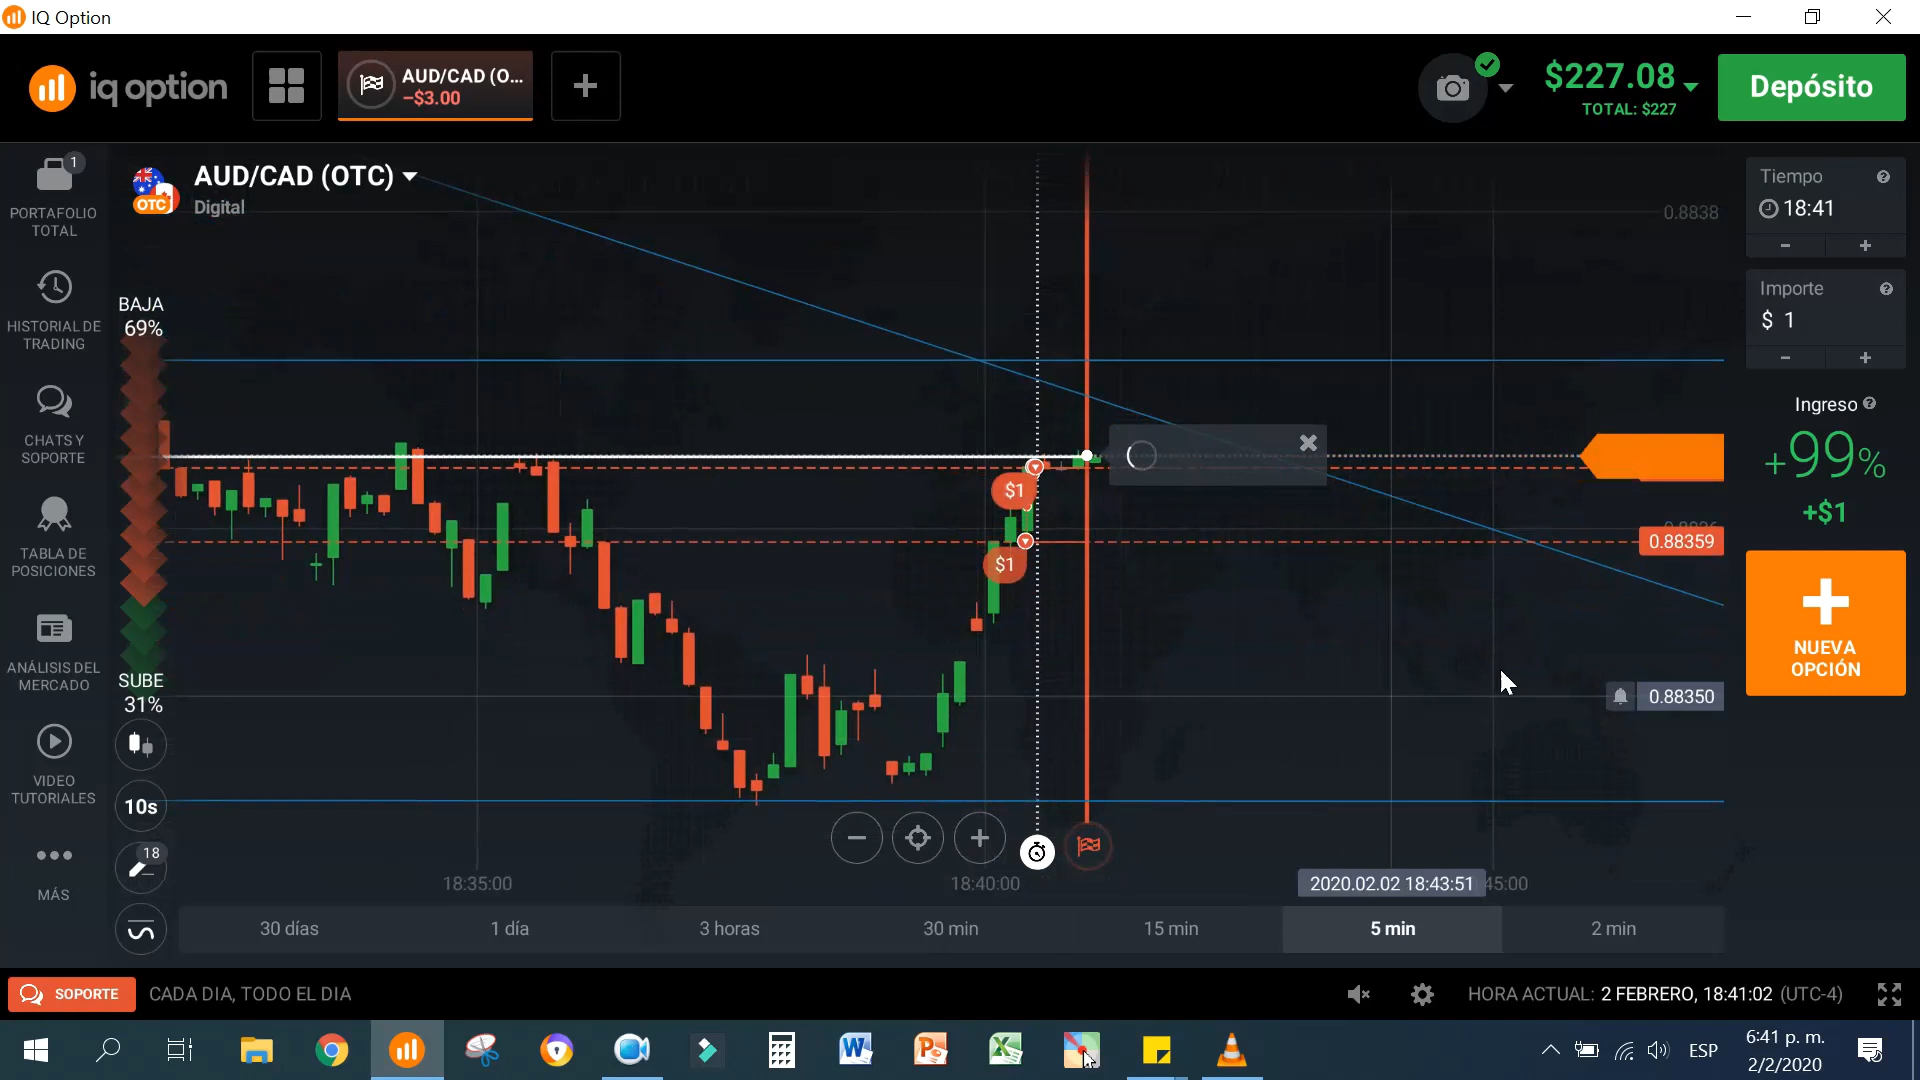 IQ Option
iq option
AUD/CAD (O...
−$3.00
$227.08
TOTAL: $227
Depósito
1
PORTAFOLIO
TOTAL
HISTORIAL DE
TRADING
CHATS Y
SOPORTE
TABLA DE
POSICIONES
ANÁLISIS DEL
MERCADO
VIDEO
TUTORIALES
MÁS
OTC
AUD/CAD (OTC)
Digital
BAJA
69%
SUBE
31%
10s
18
$1
$1
0.8838
0.88359
0.88350
18:35:00
18:40:00
2020.02.02 18:43:51
45:00
30 días
1 día
3 horas
30 min
15 min
5 min
2 min
Tiempo
18:41
Importe
$ 1
Ingreso
+99%
+$1
NUEVA
OPCIÓN
SOPORTE
CADA DIA, TODO EL DIA
HORA ACTUAL: 2 FEBRERO, 18:41:02 (UTC-4)
ESP
6:41 p. m.
2/2/2020